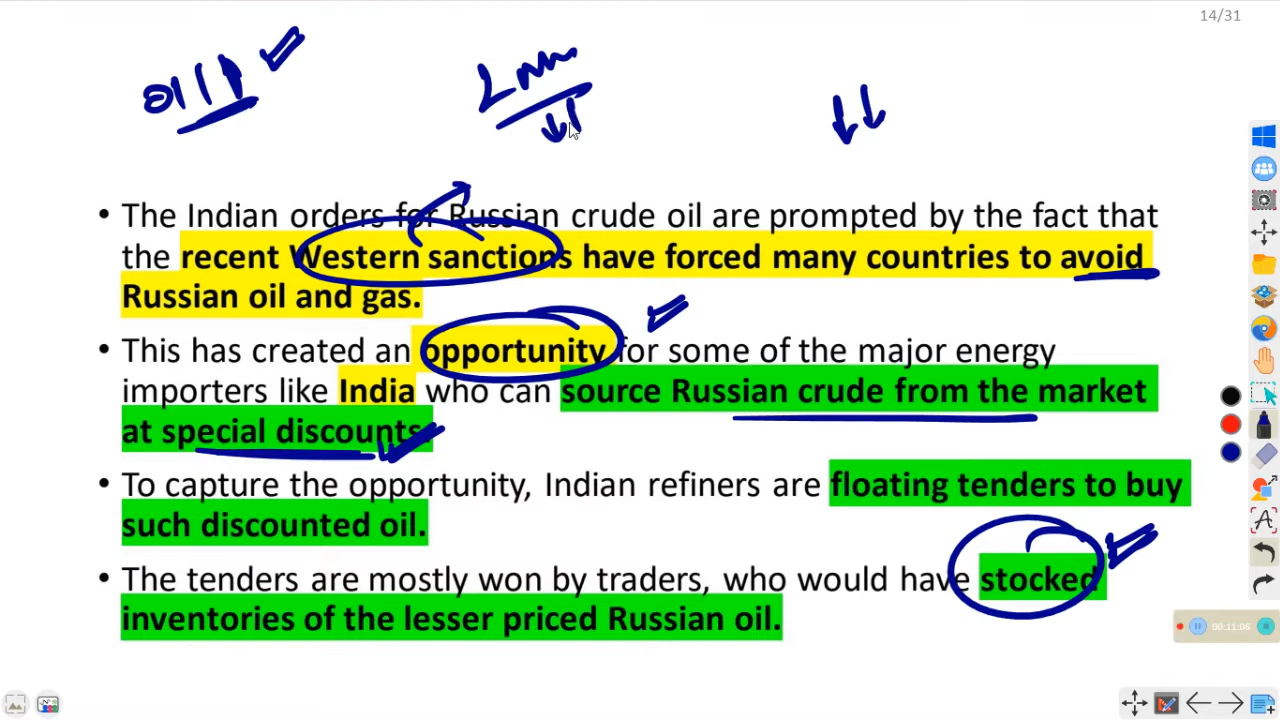 14/31
• The Indian orders for Russian crude oil are prompted by the fact that
the recent Western sanctions have forced many countries to avoid
Russian oil and gas.
• This has created an opportunity for some of the major energy
importers like India who can source Russian crude from the market
at special discounts.
• To capture the opportunity, Indian refiners are floating tenders to buy
such discounted oil.
• The tenders are mostly won by traders, who would have stocked
inventories of the lesser priced Russian oil.
00:11:06